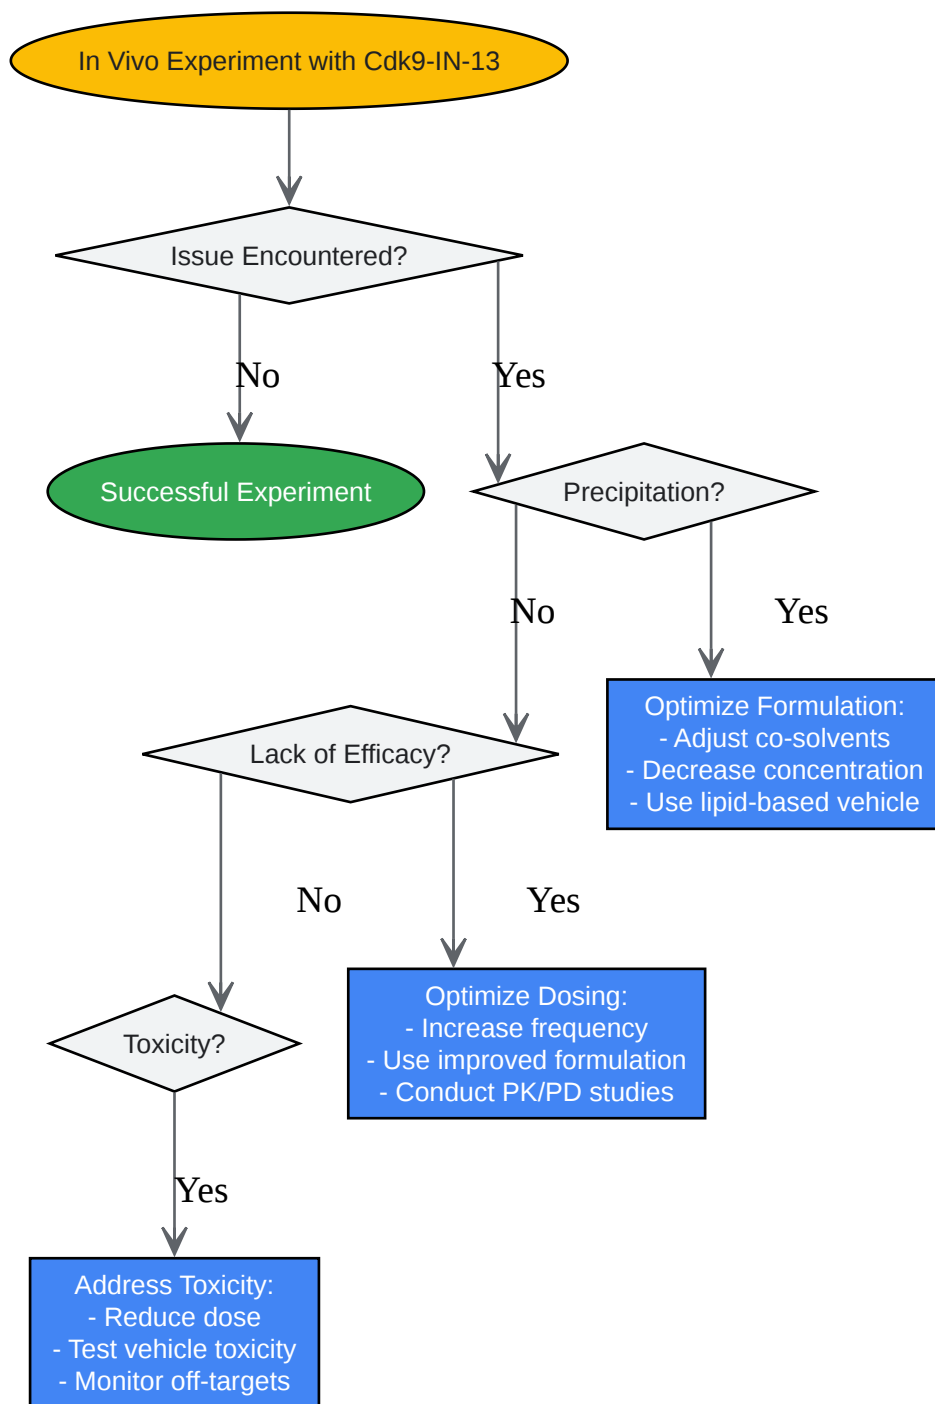 In Vivo Experiment with Cdk9-IN-13
Issue Encountered?
No
Yes
Successful Experiment
Precipitation?
No
Yes
Optimize Formulation:
- Adjust co-solvents
- Decrease concentration
- Use lipid-based vehicle
Lack of Efficacy?
No
Yes
Optimize Dosing:
- Increase frequency
- Use improved formulation
- Conduct PK/PD studies
Toxicity?
Yes
Address Toxicity:
- Reduce dose
- Test vehicle toxicity
- Monitor off-targets